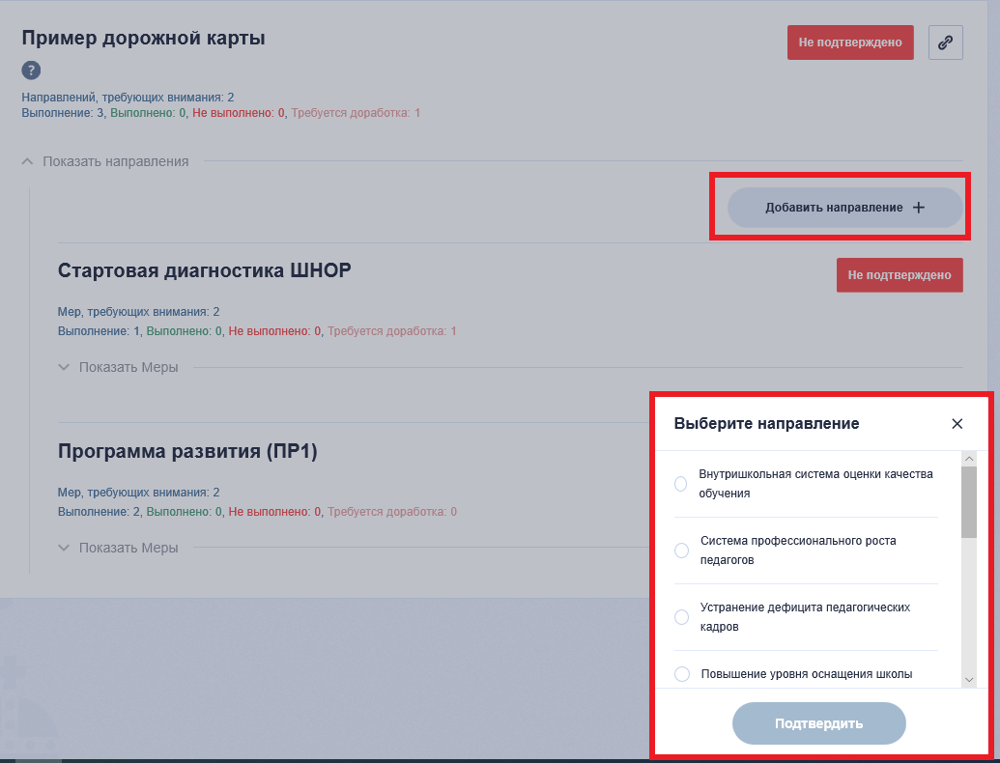 Пример дорожной карты
Не подтверждено
?
Направлений, требующих внимания: 2
Выполнение: 3, Выполнено: 0, Не выполнено: 0, Требуется доработка: 1
Показать направления
Добавить направление +
Стартовая диагностика ШНОР
Не подтверждено
Мер, требующих внимания: 2
Выполнение: 1, Выполнено: 0, Не выполнено: 0, Требуется доработка: 1
Показать Меры
Программа развития (ПР1)
Мер, требующих внимания: 2
Выполнение: 2, Выполнено: 0, Не выполнено: 0, Требуется доработка: 0
Показать Меры
Выберите направление
Внутришкольная система оценки качества
обучения
Система профессионального роста
педагогов
Устранение дефицита педагогических
кадров
Повышение уровня оснащения школы
Подтвердить